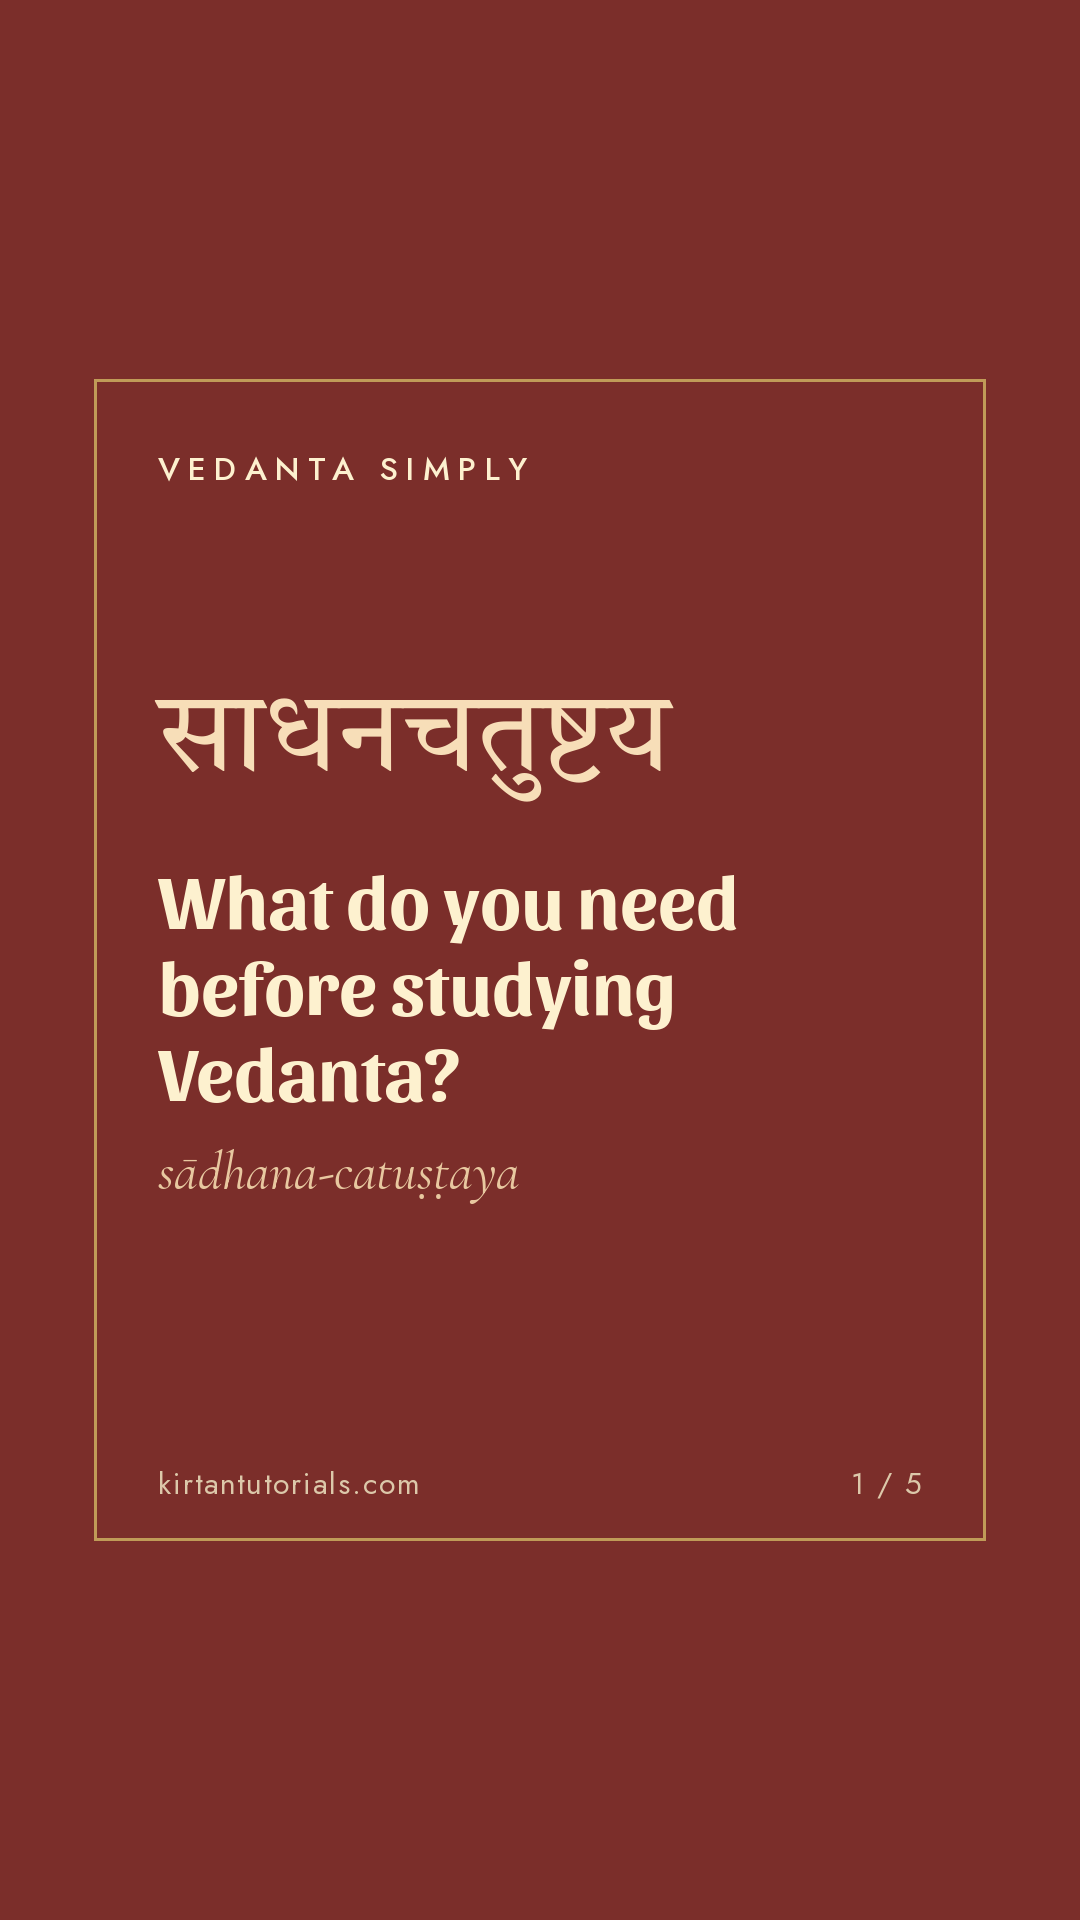 VEDANTA SIMPLY
साधनचतुष्टय
What do you need
before studying
Vedanta?
sādhana-catuṣṭaya
kirtantutorials.com
1 / 5